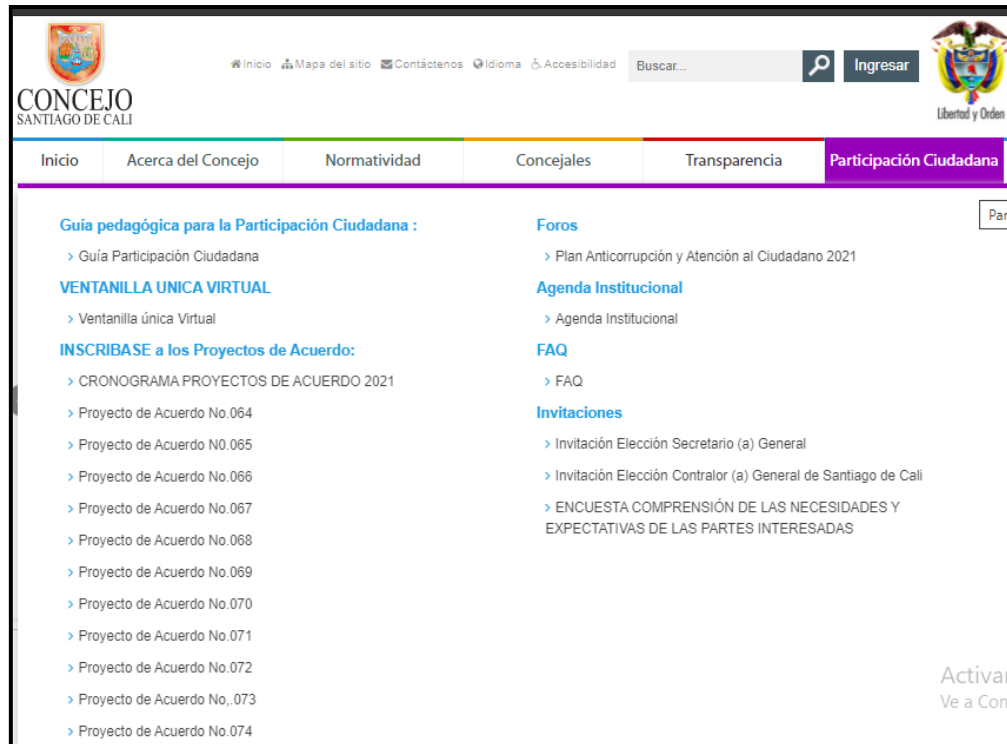 CONCEJO
SANTIAGO DE CALI
Inicio Mapa del sitio Contáctenos Idioma Accesibilidad
Buscar...
Ingresar
Libertad y Orden
Inicio Acerca del Concejo Normatividad Concejales Transparencia Participación Ciudadana
Par
Guía pedagógica para la Participación Ciudadana :
> Guía Participación Ciudadana
VENTANILLA UNICA VIRTUAL
> Ventanilla única Virtual
INSCRIBASE a los Proyectos de Acuerdo:
> CRONOGRAMA PROYECTOS DE ACUERDO 2021
> Proyecto de Acuerdo No.064
> Proyecto de Acuerdo N0.065
> Proyecto de Acuerdo No.066
> Proyecto de Acuerdo No.067
> Proyecto de Acuerdo No.068
> Proyecto de Acuerdo No.069
> Proyecto de Acuerdo No.070
> Proyecto de Acuerdo No.071
> Proyecto de Acuerdo No.072
> Proyecto de Acuerdo No,.073
> Proyecto de Acuerdo No.074
Foros
> Plan Anticorrupción y Atención al Ciudadano 2021
Agenda Institucional
> Agenda Institucional
FAQ
> FAQ
Invitaciones
> Invitación Elección Secretario (a) General
> Invitación Elección Contralor (a) General de Santiago de Cali
> ENCUESTA COMPRENSIÓN DE LAS NECESIDADES Y
EXPECTATIVAS DE LAS PARTES INTERESADAS
Activar
Ve a Con